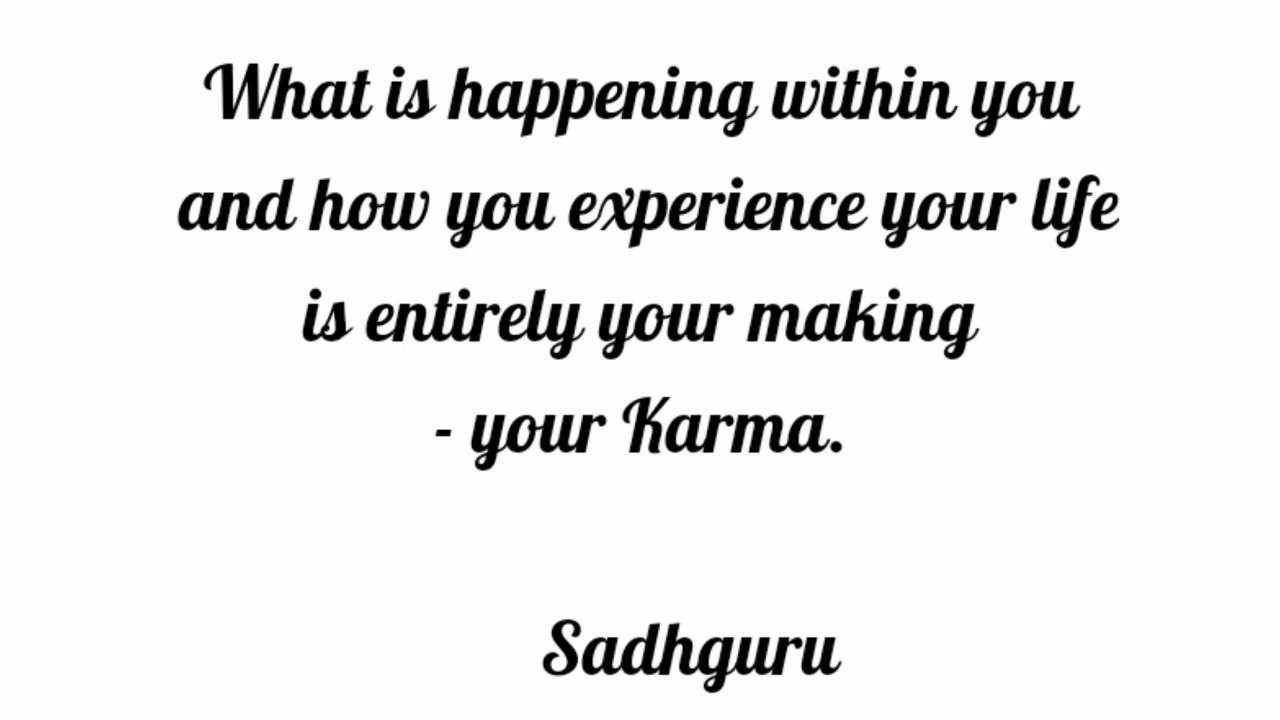 What is happening within you
and how you experience your life
is entirely your making
- your Karma.
Sadhguru